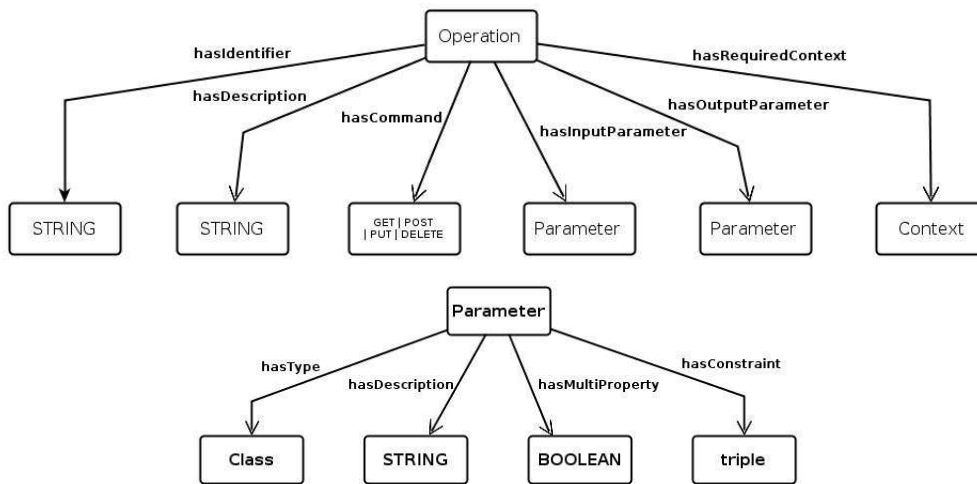 Operation
hasIdentifier
hasRequiredContext
hasDescription
hasOutputParameter
hasCommand
hasInputParameter
STRING
STRING
GET | POST
| PUT | DELETE
Parameter
Parameter
Context
Parameter
hasType
hasConstraint
hasDescription
hasMultiProperty
Class
STRING
BOOLEAN
triple